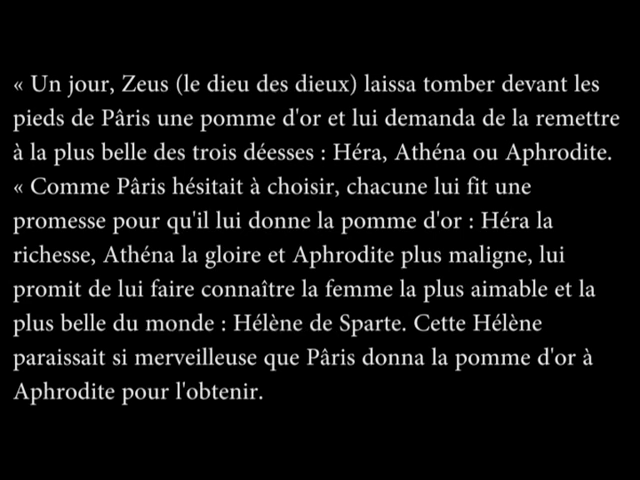 « Un jour, Zeus (le dieu des dieux) laissa tomber devant les
pieds de Pâris une pomme d'or et lui demanda de la remettre
à la plus belle des trois déesses : Héra, Athéna ou Aphrodite.
« Comme Pâris hésitait à choisir, chacune lui fit une
promesse pour qu'il lui donne la pomme d'or : Héra la
richesse, Athéna la gloire et Aphrodite plus maligne, lui
promit de lui faire connaître la femme la plus aimable et la
plus belle du monde : Hélène de Sparte. Cette Hélène
paraissait si merveilleuse que Pâris donna la pomme d'or à
Aphrodite pour l'obtenir.